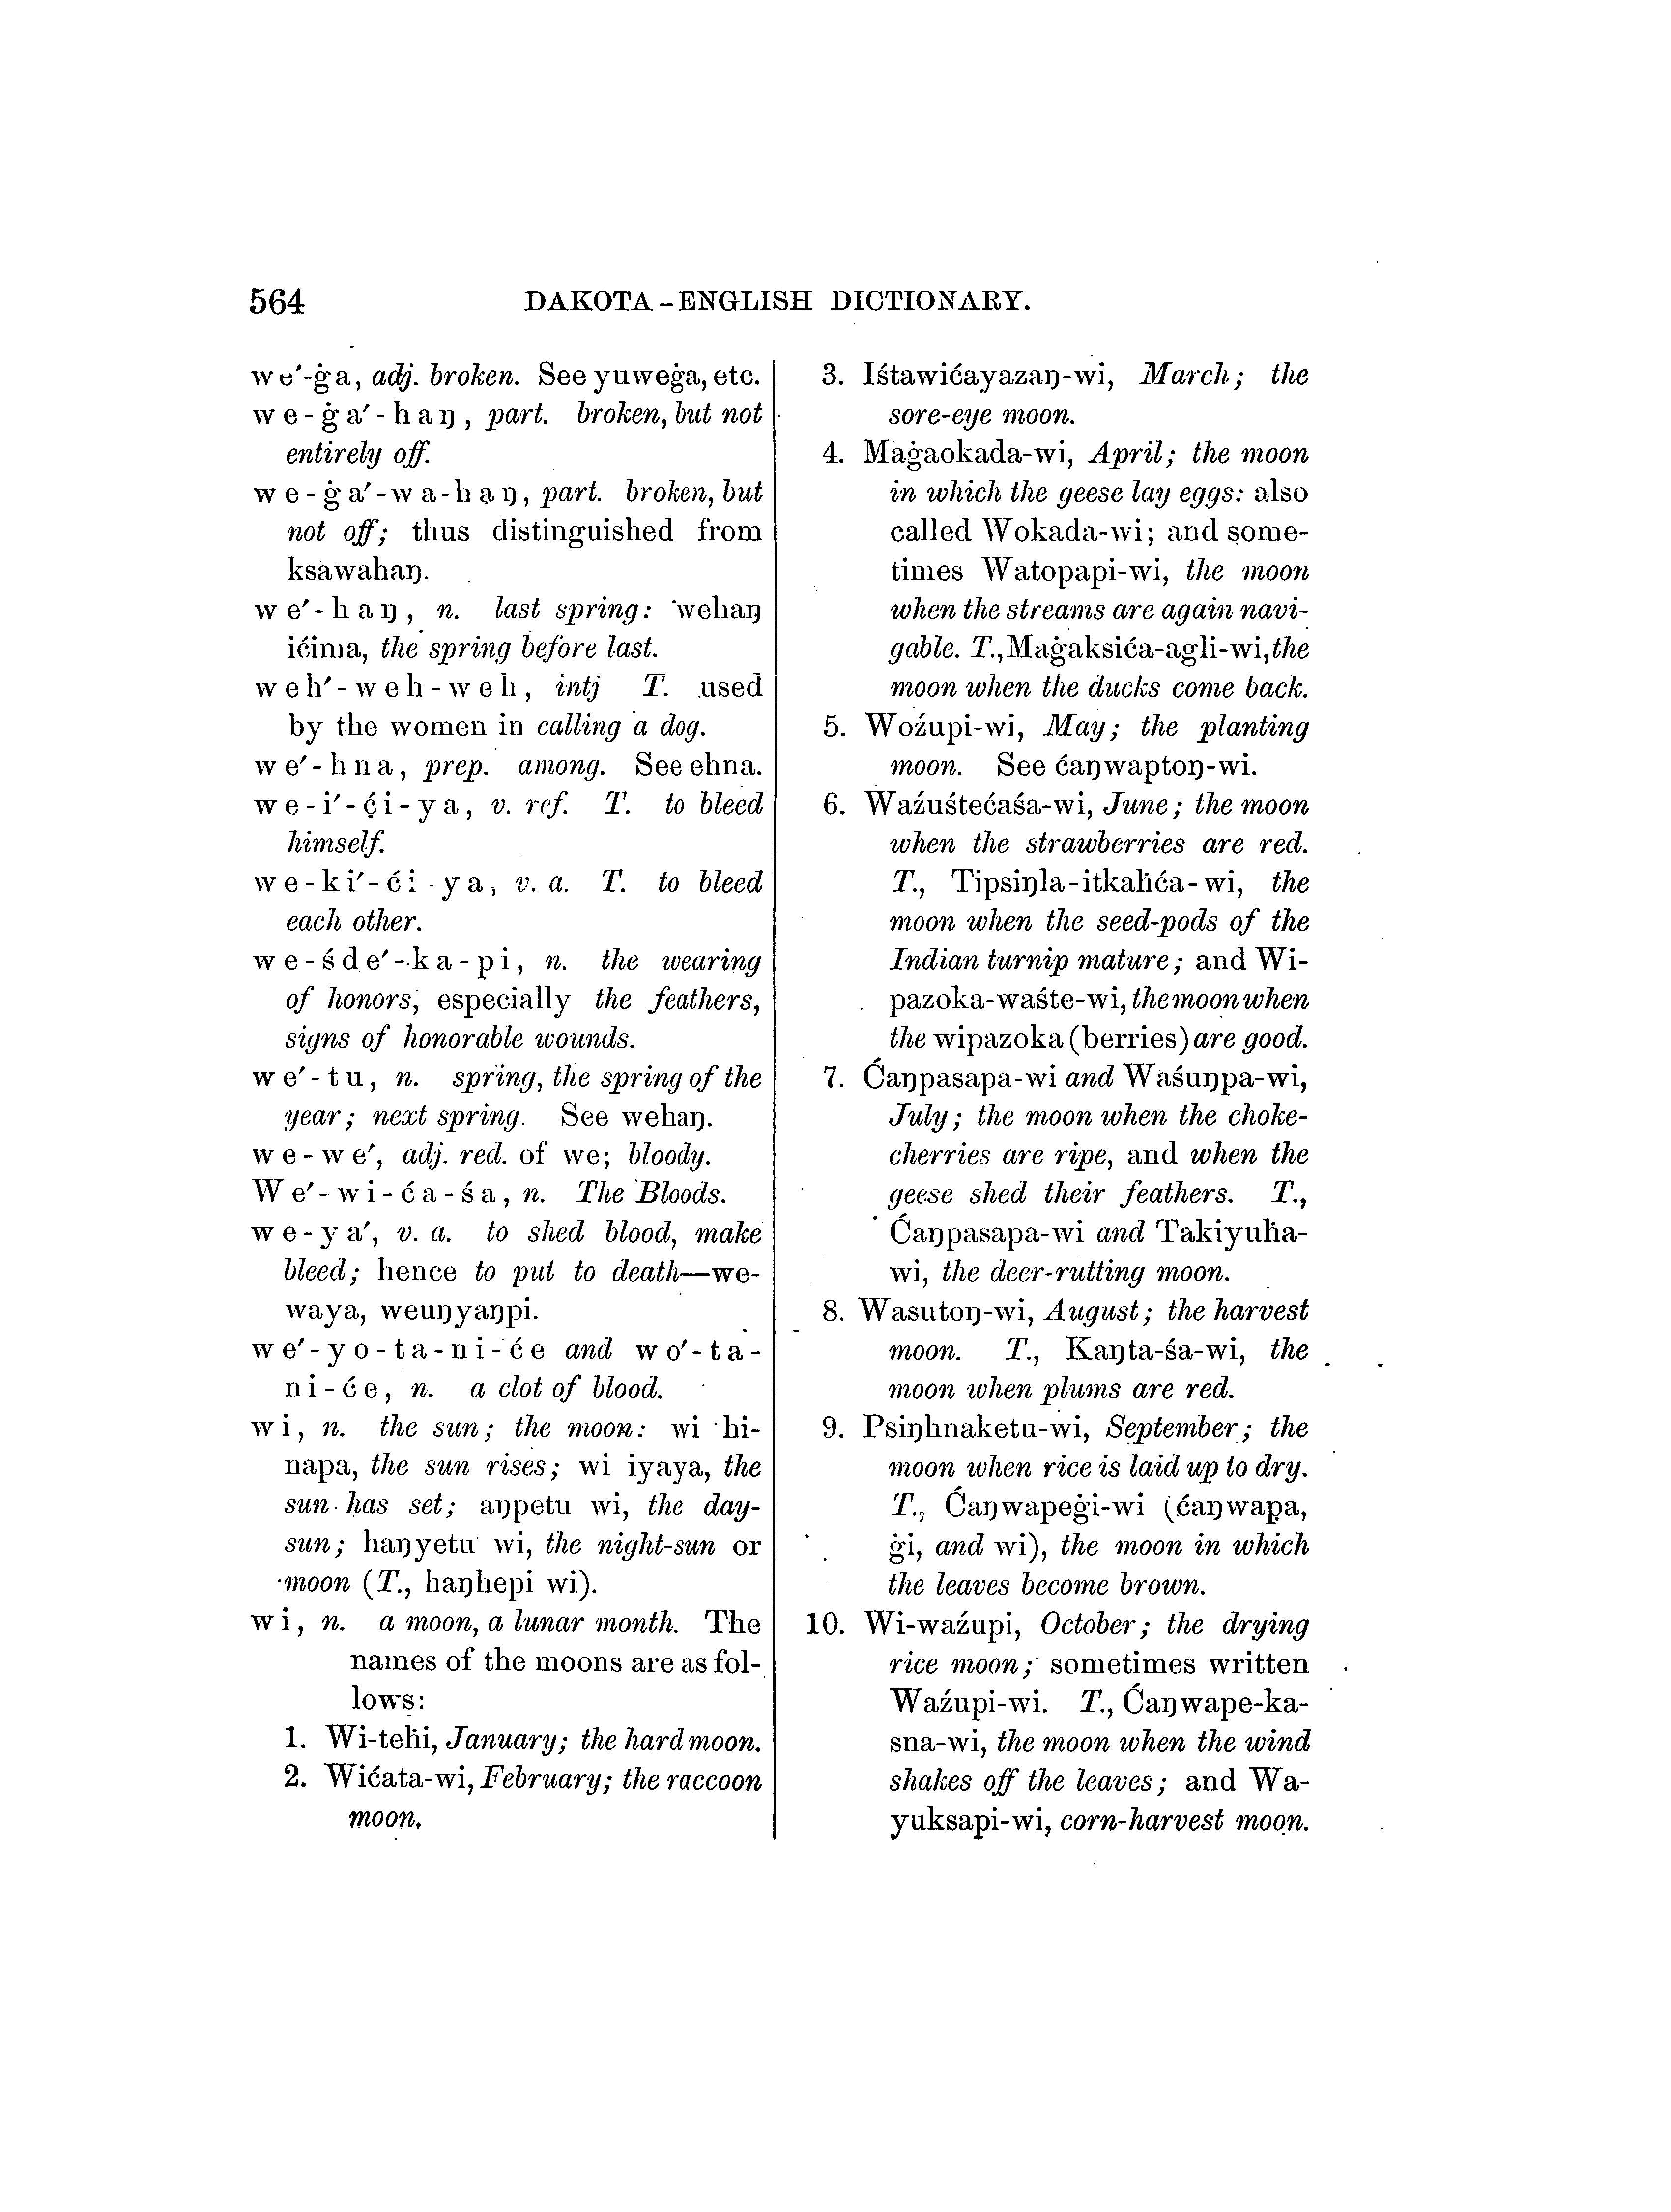 564 DAKOTA-ENGLISH DICTIONARY.
we′-ġa, adj. broken. See yuweġa, etc.
we-ġa′-haŋ, part. broken, but not
entirely off.
we-ġa′-wa-haŋ, part. broken, but
not off; thus distinguished from
ksawahaŋ.
we′-haŋ, n. last spring: wehaŋ
ićima, the spring before last.
weh′-weh-weh, intj T. used
by the women in calling a dog.
we′-hna, prep. among. See ehna.
we-i′-ç̇i-ya, v. ref. T. to bleed
himself.
we-ki′-ći-ya, v. a. T. to bleed
each other.
we-śde′-ka-pi, n. the wearing
of honors, especially the feathers,
signs of honorable wounds.
we′-tu, n. spring, the spring of the
year; next spring. See wehaŋ.
we-we′, adj. red. of we; bloody.
We′-wi-ća-śa, n. The Bloods.
we-ya′, v. a. to shed blood, make
bleed; hence to put to death—we-
waya, weuŋyaŋpi.
we′-yo-ta-ni-će and wo′-ta-
ni-će, n. a clot of blood.
wi, n. the sun; the moon: wi hi-
napa, the sun rises; wi iyaya, the
sun has set; aŋpetu wi, the day-
sun; haŋyetu wi, the night-sun or
moon (T., haŋhepi wi).
wi, n. a moon, a lunar month. The
names of the moons are as fol-
lows:
1. Wi-teḣi, January; the hard moon.
2. Wićata-wi, February; the raccoon
moon.
3. Iśtawićayazaŋ-wi, March; the
sore-eye moon.
4. Maġaokada-wi, April; the moon
in which the geese lay eggs: also
called Wokada-wi; and some-
times Watopapi-wi, the moon
when the streams are again navi-
gable. T., Maġaksića-agli-wi, the
moon when the ducks come back.
5. Woźupi-wi, May; the planting
moon. See ćaŋwaptoŋ-wi.
6. Waźuśtećaśa-wi, June; the moon
when the strawberries are red.
T., Tipsiŋla-itkaḣća-wi, the
moon when the seed-pods of the
Indian turnip mature; and Wi-
pazoka-waśte-wi, the moon when
the wipazoka (berries) are good.
7. Ćaŋpasapa-wi and Waśuŋpa-wi,
July; the moon when the choke-
cherries are ripe, and when the
geese shed their feathers. T.,
Ćaŋpasapa-wi and Takiyuḣa-
wi, the deer-rutting moon.
8. Wasutoŋ-wi, August; the harvest
moon. T., Kaŋta-śa-wi, the
moon when plums are red.
9. Psiŋhnaketu-wi, September; the
moon when rice is laid up to dry.
T., Ćaŋwapeġi-wi (ćaŋwapa,
ġi, and wi), the moon in which
the leaves become brown.
10. Wi-waźupi, October; the drying
rice moon; sometimes written
Waźupi-wi. T., Ćaŋwape-ka-
sna-wi, the moon when the wind
shakes off the leaves; and Wa-
yuksapi-wi, corn-harvest moon.